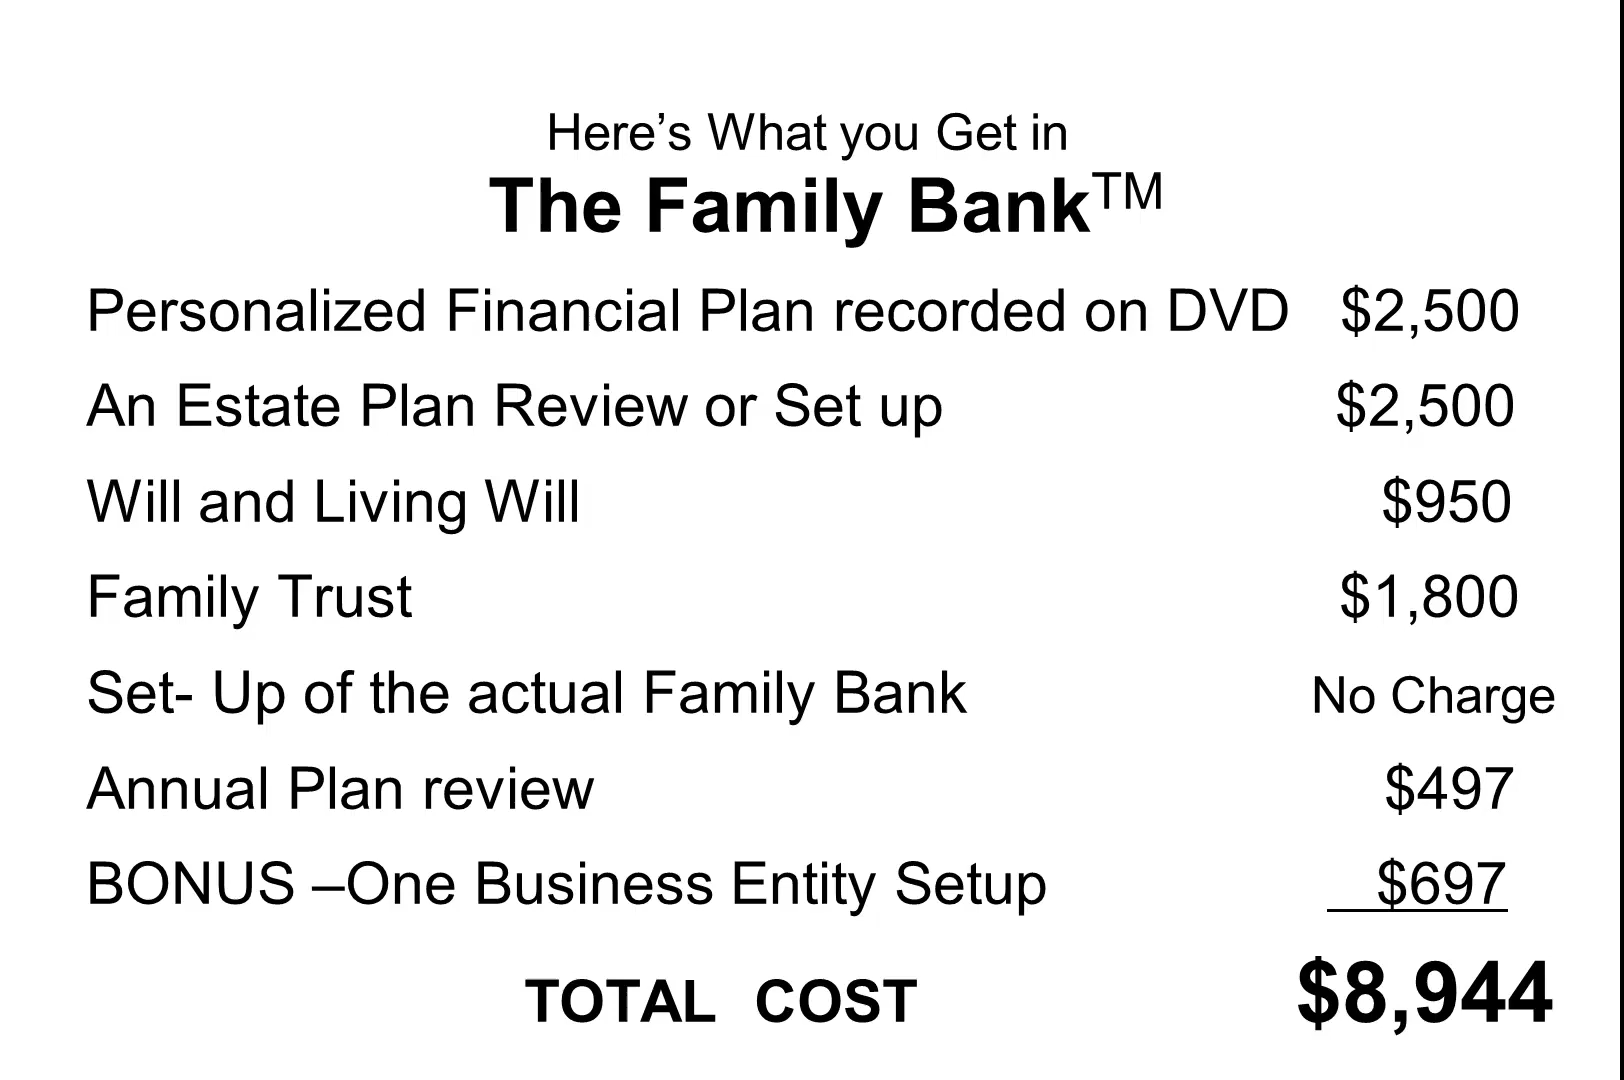 Here’s What you Get in
The Family Bank™
Personalized Financial Plan recorded on DVD $2,500
An Estate Plan Review or Set up $2,500
Will and Living Will $950
Family Trust $1,800
Set- Up of the actual Family Bank No Charge
Annual Plan review $497
BONUS –One Business Entity Setup $697
TOTAL COST $8,944